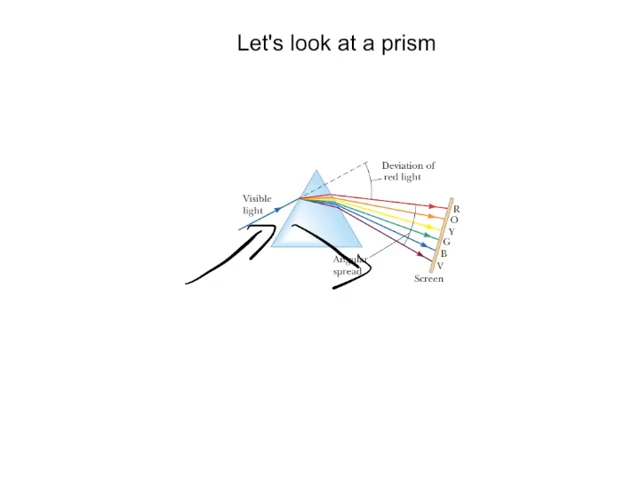 Let's look at a prism
Deviation of
red light
Visible
light
R
O
Y
G
B
V
Angular
spread
Screen